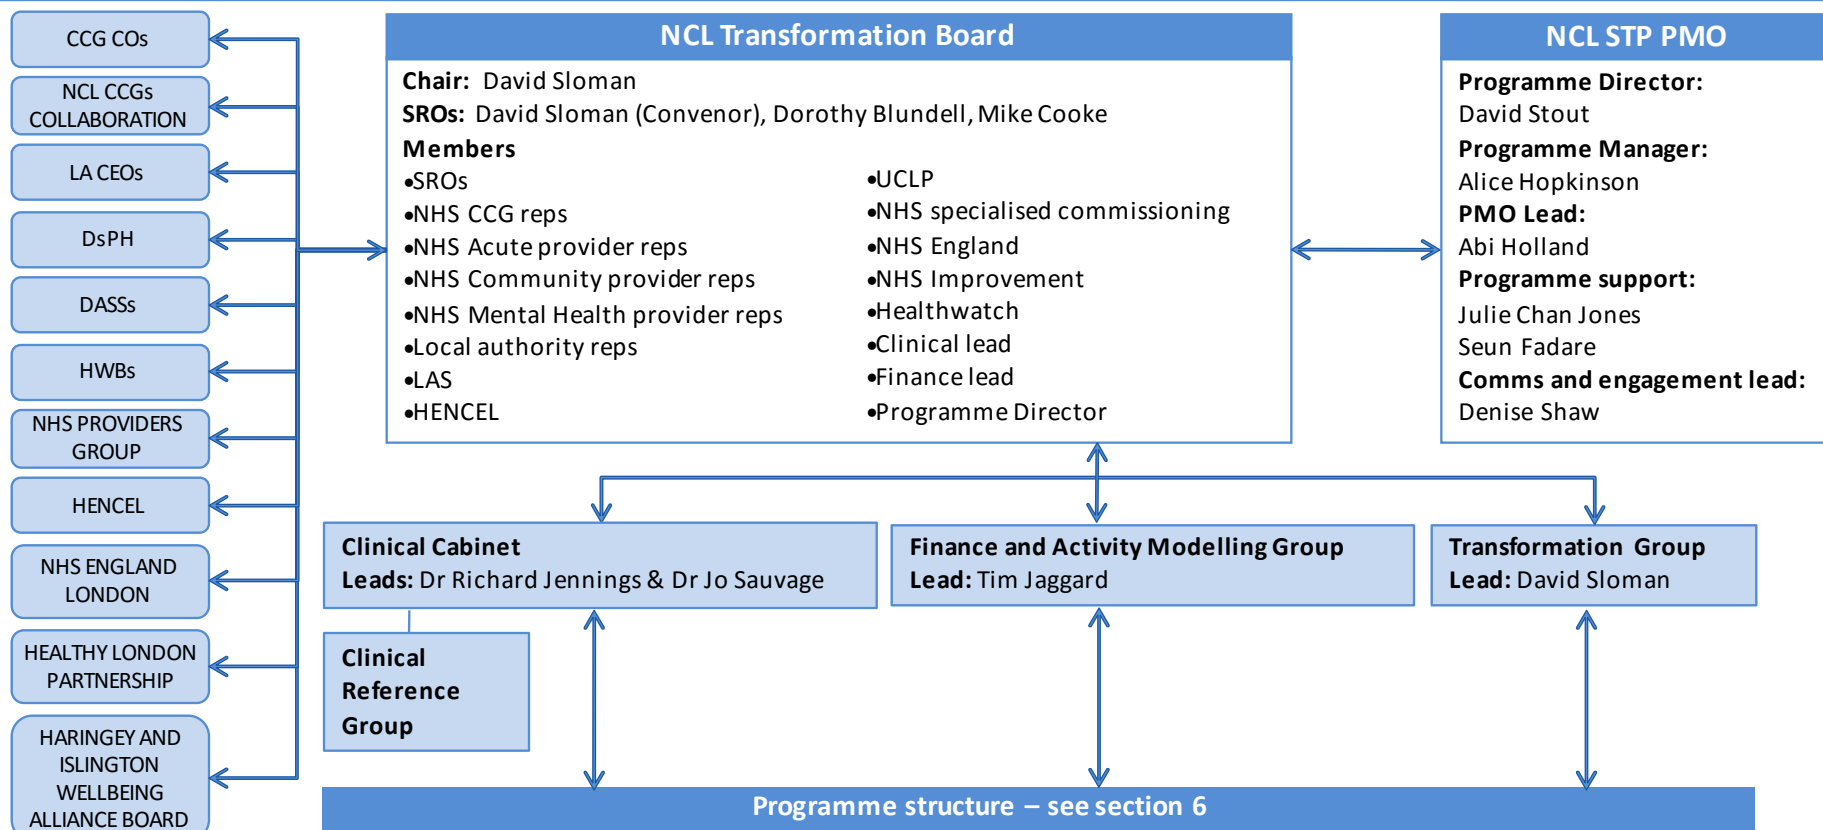 CCG COs
NCL CCGs
COLLABORATION
LA CEOs
DsPH
DASSs
HWBs
NHS PROVIDERS
GROUP
HENCEL
NHS ENGLAND
LONDON
HEALTHY LONDON
PARTNERSHIP
HARINGEY AND
ISLINGTON
WELLBEING
ALLIANCE BOARD
NCL Transformation Board
Chair: David Sloman
SROs: David Sloman (Convenor), Dorothy Blundell, Mike Cooke
Members
•SROs
•NHS CCG reps
•NHS Acute provider reps
•NHS Community provider reps
•NHS Mental Health provider reps
•Local authority reps
•LAS
•HENCEL
•UCLP
•NHS specialised commissioning
•NHS England
•NHS Improvement
•Healthwatch
•Clinical lead
•Finance lead
•Programme Director
NCL STP PMO
Programme Director:
David Stout
Programme Manager:
Alice Hopkinson
PMO Lead:
Abi Holland
Programme support:
Julie Chan Jones
Seun Fadare
Comms and engagement lead:
Denise Shaw
Clinical Cabinet
Leads: Dr Richard Jennings & Dr Jo Sauvage
Clinical
Reference
Group
Finance and Activity Modelling Group
Lead: Tim Jaggard
Transformation Group
Lead: David Sloman
Programme structure – see section 6